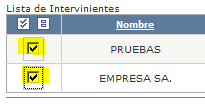 Lista de Intervinientes
Nombre
PRUEBAS
EMPRESA SA.